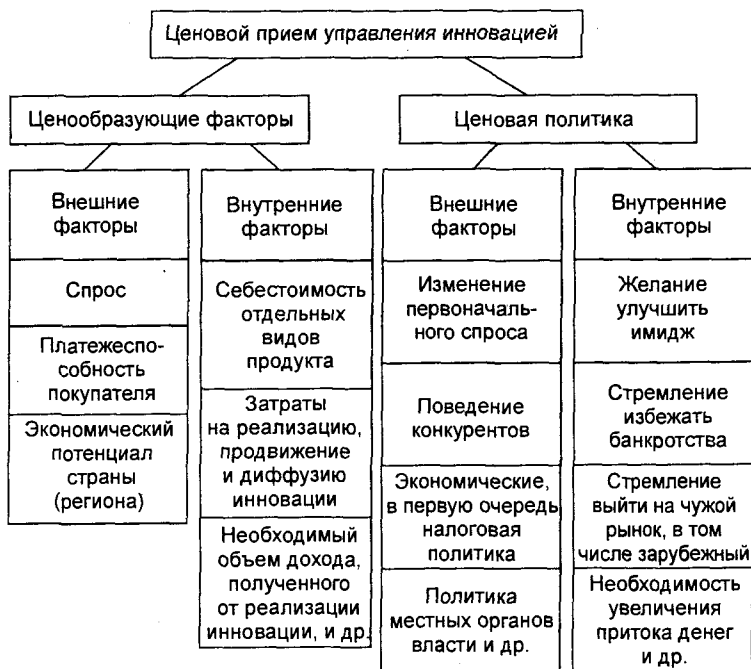 Ценовой прием управления инновацией
Ценообразующие факторы
Ценовая политика
Внешние
факторы
Спрос
Платежеспо-
собность
покупателя
Экономический
потенциал
страны
(региона)
Внутренние
факторы
Себестоимость
отдельных
видов
продукта
Затраты
на реализацию,
продвижение
и диффузию
инновации
Необходимый
объем дохода,
полученного
от реализации
инновации, и др.
Внешние
факторы
Изменение
первоначаль-
ного спроса
Поведение
конкурентов
Экономические,
в первую очередь
налоговая
политика
Политика
местных органов
власти и др.
Внутренние
факторы
Желание
улучшить
имидж
Стремление
избежать
банкротства
Стремление
выйти на чужой
рынок, в том
числе зарубежный
Необходимость
увеличения
притока денег
и др.